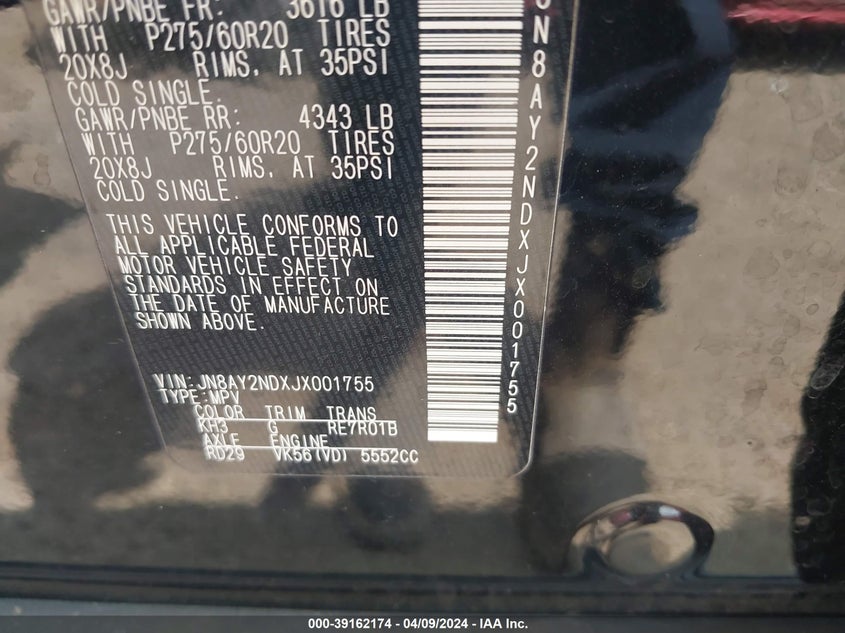 GAWR/PNBE FR: 3616 LB
WITH P275/60R20 TIRES
20X8J RIMS, AT 35PSI
COLD SINGLE.
GAWR/PNBE RR: 4343 LB
WITH P275/60R20 TIRES
20X8J RIMS, AT 35PSI
COLD SINGLE.
THIS VEHICLE CONFORMS TO
ALL APPLICABLE FEDERAL
MOTOR VEHICLE SAFETY
STANDARDS IN EFFECT ON
THE DATE OF MANUFACTURE
SHOWN ABOVE.
VIN:JN8AY2NDXJX001755
TYPE:MPV
COLOR TRIM TRANS
KH3 G RE7R01B
AXLE ENGINE
RD29 VK56(VD) 5552CC
JN8AY2NDXJX001755
000-39162174 - 04/09/2024 - IAA Inc.